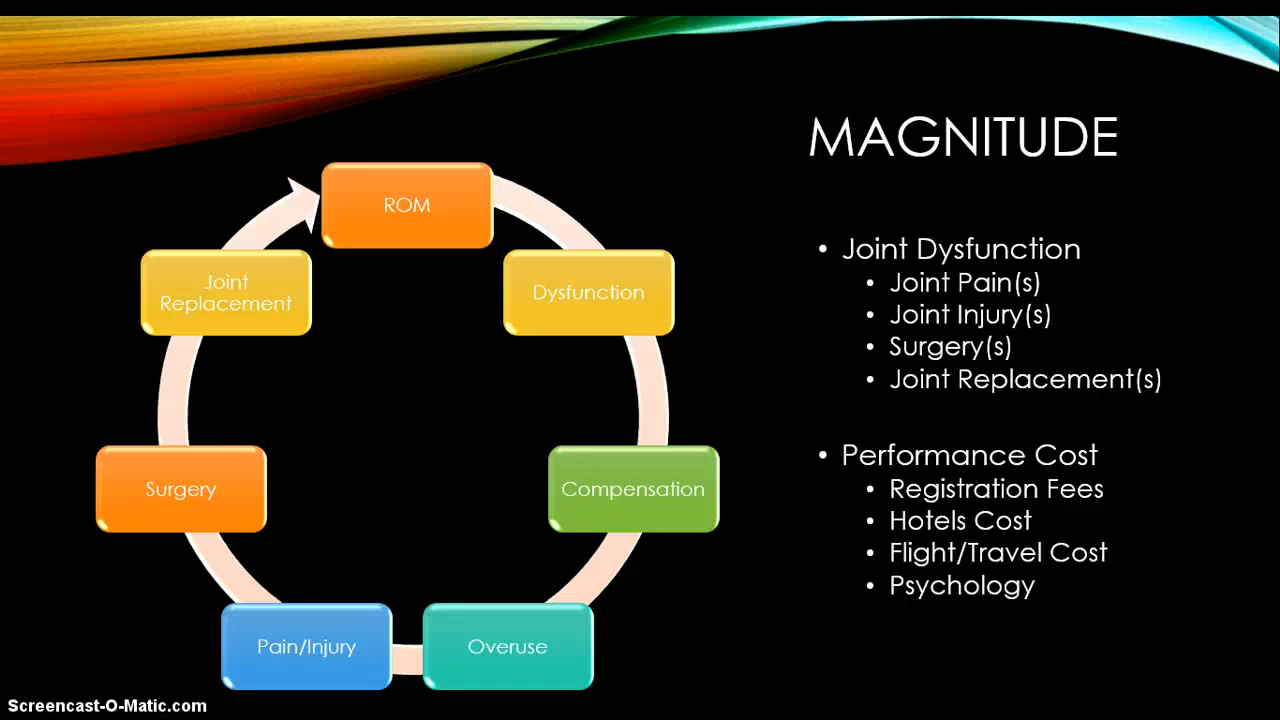 MAGNITUDE
ROM
Dysfunction
Compensation
Overuse
Pain/Injury
Surgery
Joint
Replacement
• Joint Dysfunction
• Joint Pain(s)
• Joint Injury(s)
• Surgery(s)
• Joint Replacement(s)
• Performance Cost
• Registration Fees
• Hotels Cost
• Flight/Travel Cost
• Psychology
Screencast-O-Matic.com